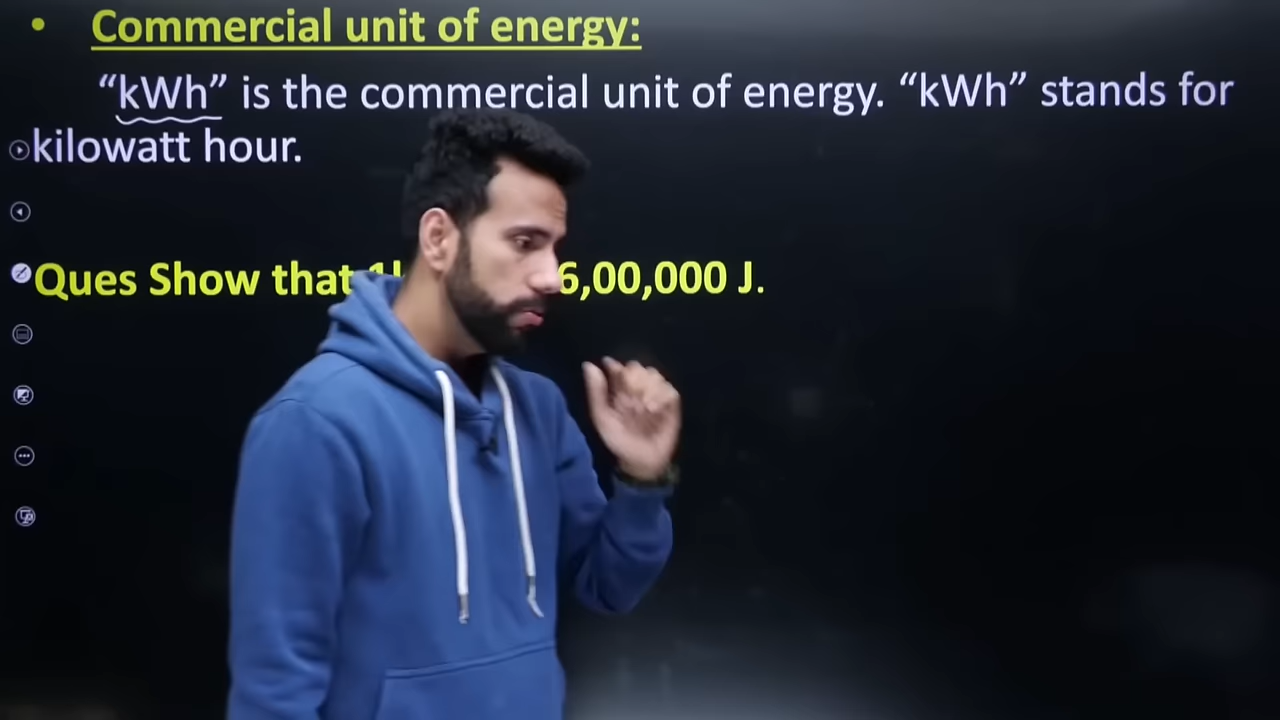 • Commercial unit of energy:
“kWh” is the commercial unit of energy. “kWh” stands for
kilowatt hour.
Ques Show that 6,00,000 J.